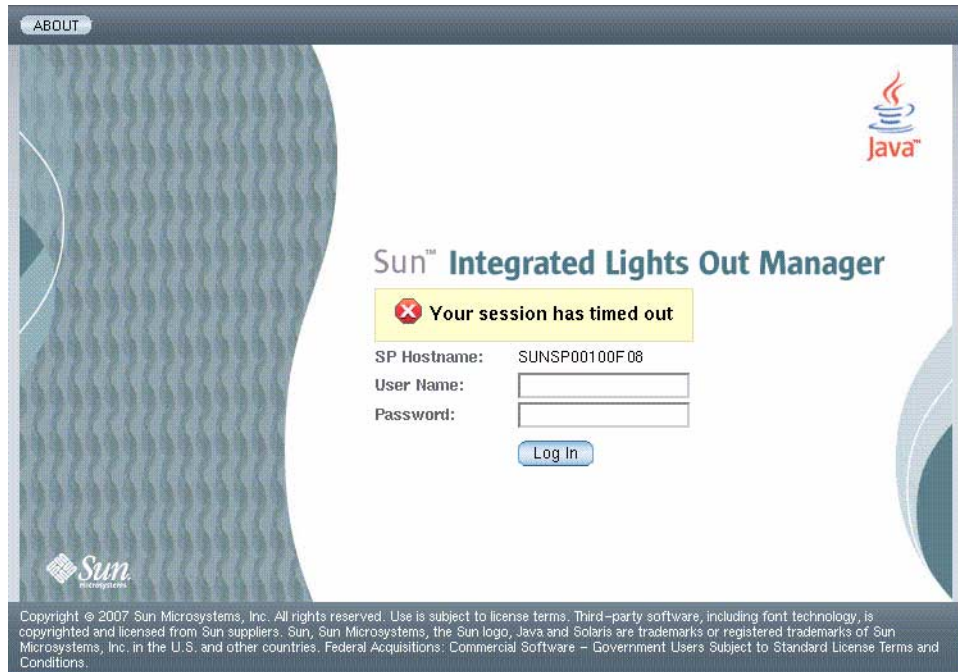 ABOUT
Java™
Sun™ Integrated Lights Out Manager
Your session has timed out
SP Hostname: SUNSP00100F08
User Name:
Password:
Log In
Sun
microsystems
Copyright © 2007 Sun Microsystems, Inc. All rights reserved. Use is subject to license terms. Third-party software, including font technology, is
copyrighted and licensed from Sun suppliers. Sun, Sun Microsystems, the Sun logo, Java and Solaris are trademarks or registered trademarks of Sun
Microsystems, Inc. in the U.S. and other countries. Federal Acquisitions: Commercial Software – Government Users Subject to Standard License Terms and
Conditions.